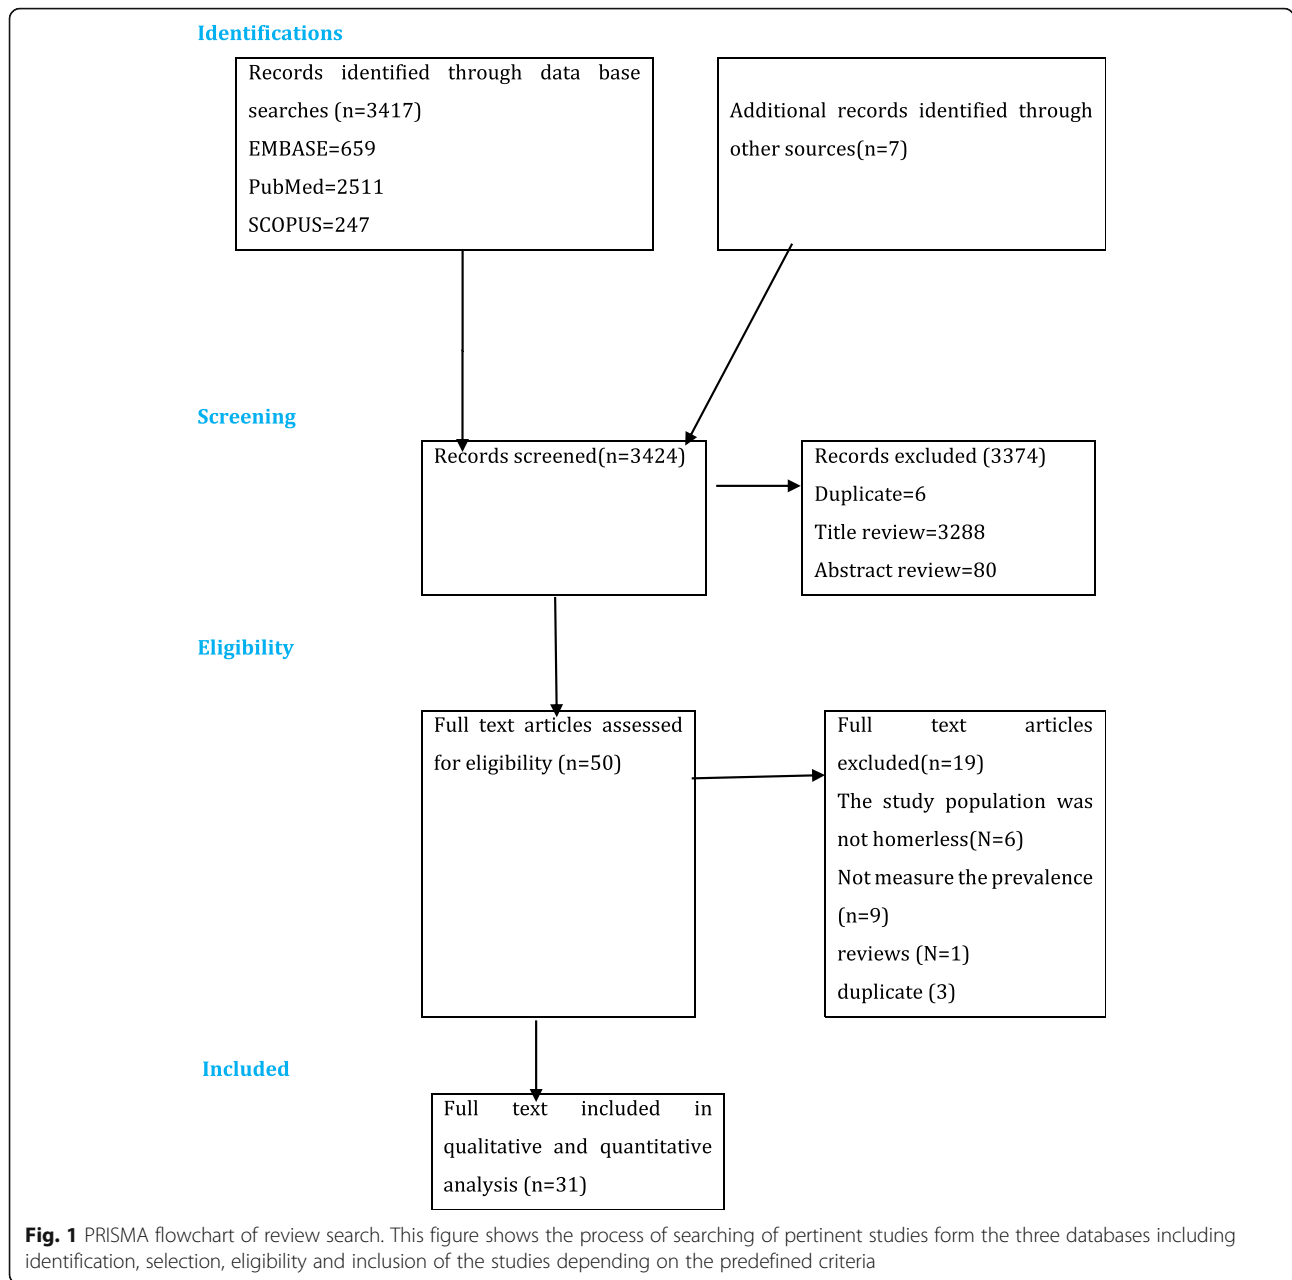 Identifications
Records identified through data base
searches (n=3417)
EMBASE=659
PubMed=2511
SCOPUS=247
Additional records identified through
other sources(n=7)
Screening
Records screened(n=3424)
Records excluded (3374)
Duplicate=6
Title review=3288
Abstract review=80
Eligibility
Full text articles assessed
for eligibility (n=50)
Full text articles
excluded(n=19)
The study population was
not homerless(N=6)
Not measure the prevalence
(n=9)
reviews (N=1)
duplicate (3)
Included
Full text included in
qualitative and quantitative
analysis (n=31)
Fig. 1 PRISMA flowchart of review search. This figure shows the process of searching of pertinent studies form the three databases including
identification, selection, eligibility and inclusion of the studies depending on the predefined criteria